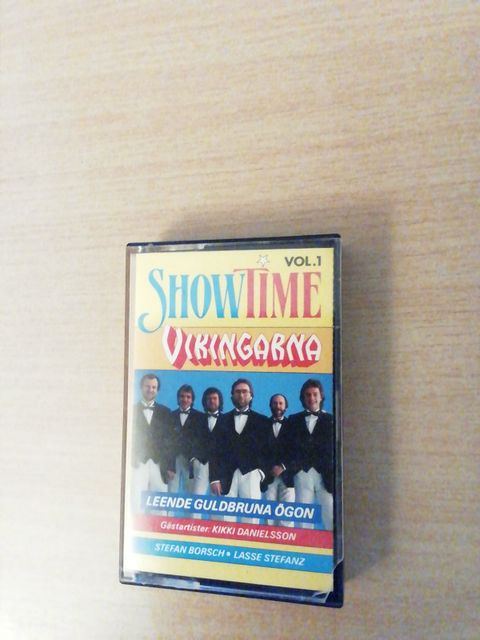 VOL.1
SHOWTIME
VIKINGARNA
LEENDE GULDBRUNA ÖGON
Gästartister: KIKKI DANIELSSON
STEFAN BORSCH • LASSE STEFANZ